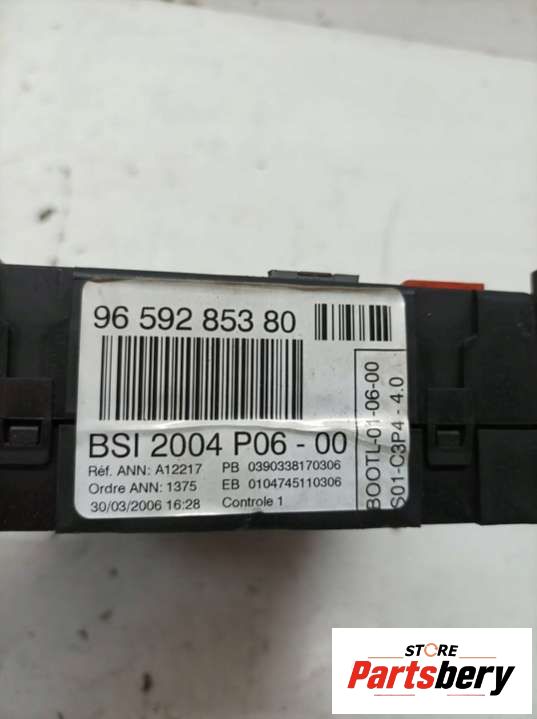 96 592 853 80
BSI 2004 P06 - 00
Réf. ANN: A12217 PB 0390338170306
Ordre ANN: 1375 EB 0104745110306
30/03/2006 16:28 Controle 1
BOOTL-01-06-00
S01-C3P4 - 4.0
STORE
Partsbery